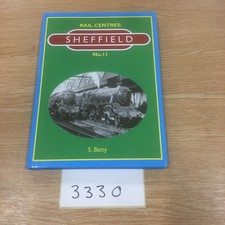 RAIL CENTRES:
SHEFFIELD
No.11
S. Batty
3330